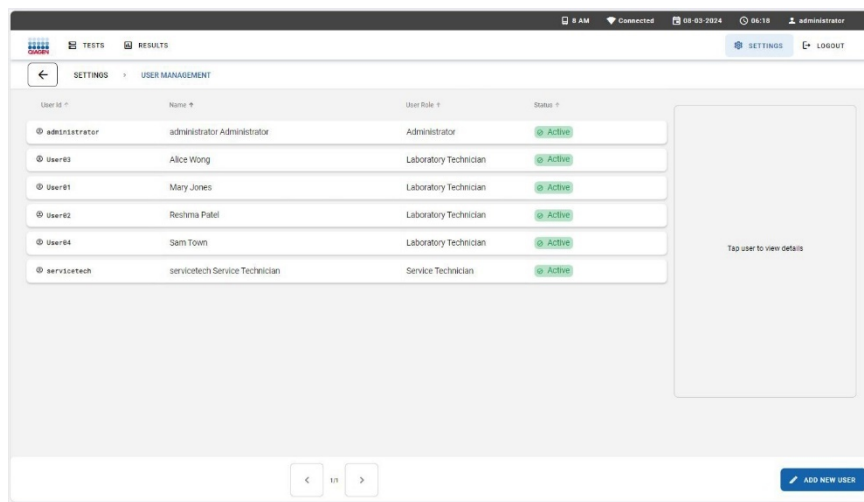 8 AM Connected 08-03-2024 06:18 administrator
QIAGEN TESTS RESULTS SETTINGS LOGOUT
SETTINGS › USER MANAGEMENT
User Id ↑ Name ↑ User Role ↑ Status ↑
administrator administrator Administrator Administrator Active
User03 Alice Wong Laboratory Technician Active
User01 Mary Jones Laboratory Technician Active
User02 Reshma Patel Laboratory Technician Active
User04 Sam Town Laboratory Technician Active
servicetech servicetech Service Technician Service Technician Active
Tap user to view details
< 1/1 >
ADD NEW USER